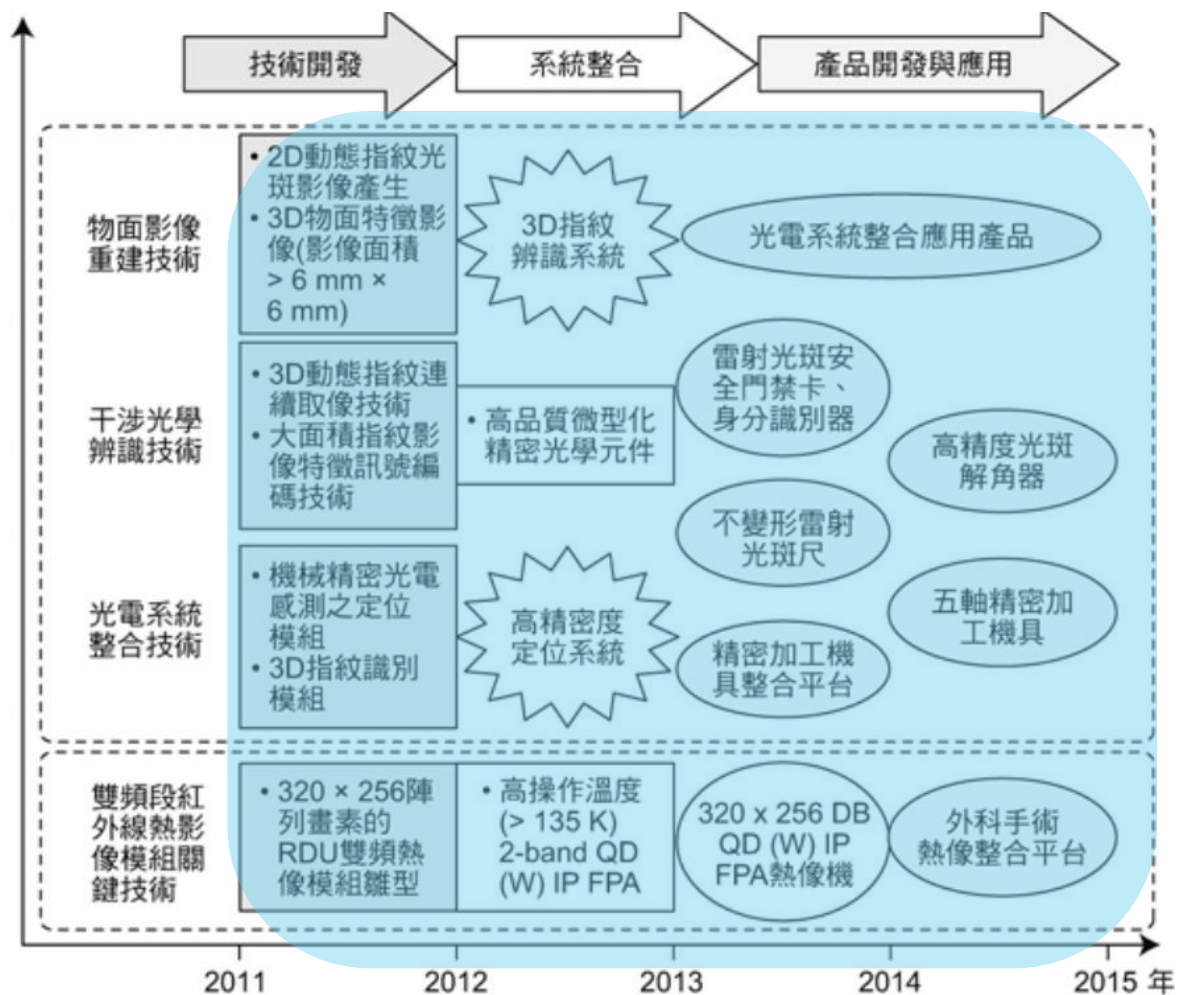 技術開發
系統整合
產品開發與應用
物面影像
重建技術
• 2D動態指紋光
斑影像產生
• 3D物面特徵影
像(影像面積
> 6 mm ×
6 mm)
3D指紋
辨識系統
光電系統整合應用產品
干涉光學
辨識技術
• 3D動態指紋連
續取像技術
• 大面積指紋影
像特徵訊號編
碼技術
• 高品質微型化
精密光學元件
雷射光斑安
全門禁卡、
身分識別器
高精度光斑
解角器
不變形雷射
光斑尺
光電系統
整合技術
• 機械精密光電
感測之定位
模組
• 3D指紋識別
模組
高精密度
定位系統
精密加工機
具整合平台
五軸精密加
工機具
雙頻段紅
外線熱影
像模組關
鍵技術
• 320 × 256陣
列畫素的
RDU雙頻熱
像模組雛型
• 高操作溫度
(> 135 K)
2-band QD
(W) IP FPA
320 x 256 DB
QD (W) IP
FPA熱像機
外科手術
熱像整合平台
2011
2012
2013
2014
2015 年